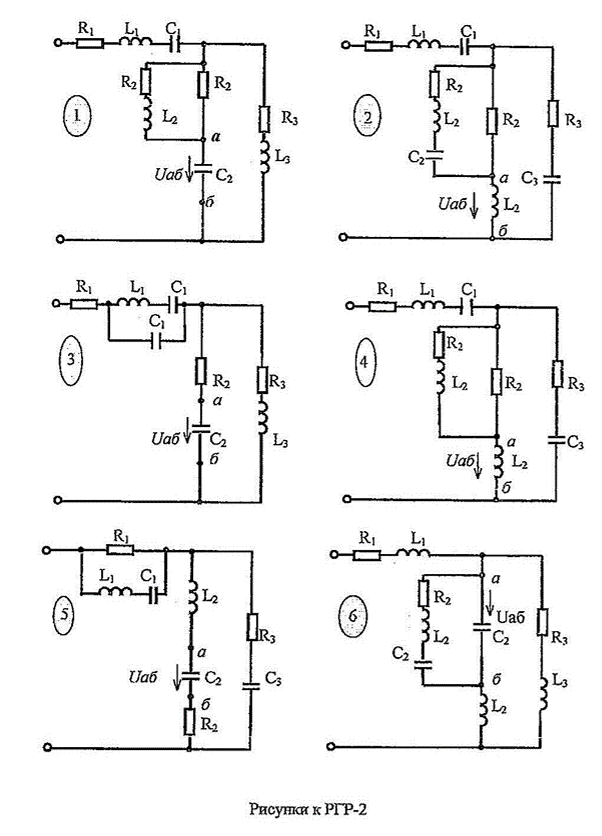 R₁ L₁ C₁
R₂ R₂
L₂ R₃
1
а
L₃
Uаб C₂
б
R₁ L₁ C₁
R₂
L₂ R₂ R₃
2
C₂ а C₃
Uаб L₂
б
R₁ L₁ C₁
C₁
3
R₂ R₃
а
Uаб C₂ L₃
б
R₁ L₁ C₁
R₂
4
L₂ R₂ R₃
а C₃
Uаб L₂
б
R₁
L₁ C₁ L₂
5
R₃
а
Uаб C₂ C₃
б
R₂
R₁ L₁
а
R₂ Uаб
6
L₂ C₂ R₃
C₂
б L₃
L₂
Рисунки к РГР-2